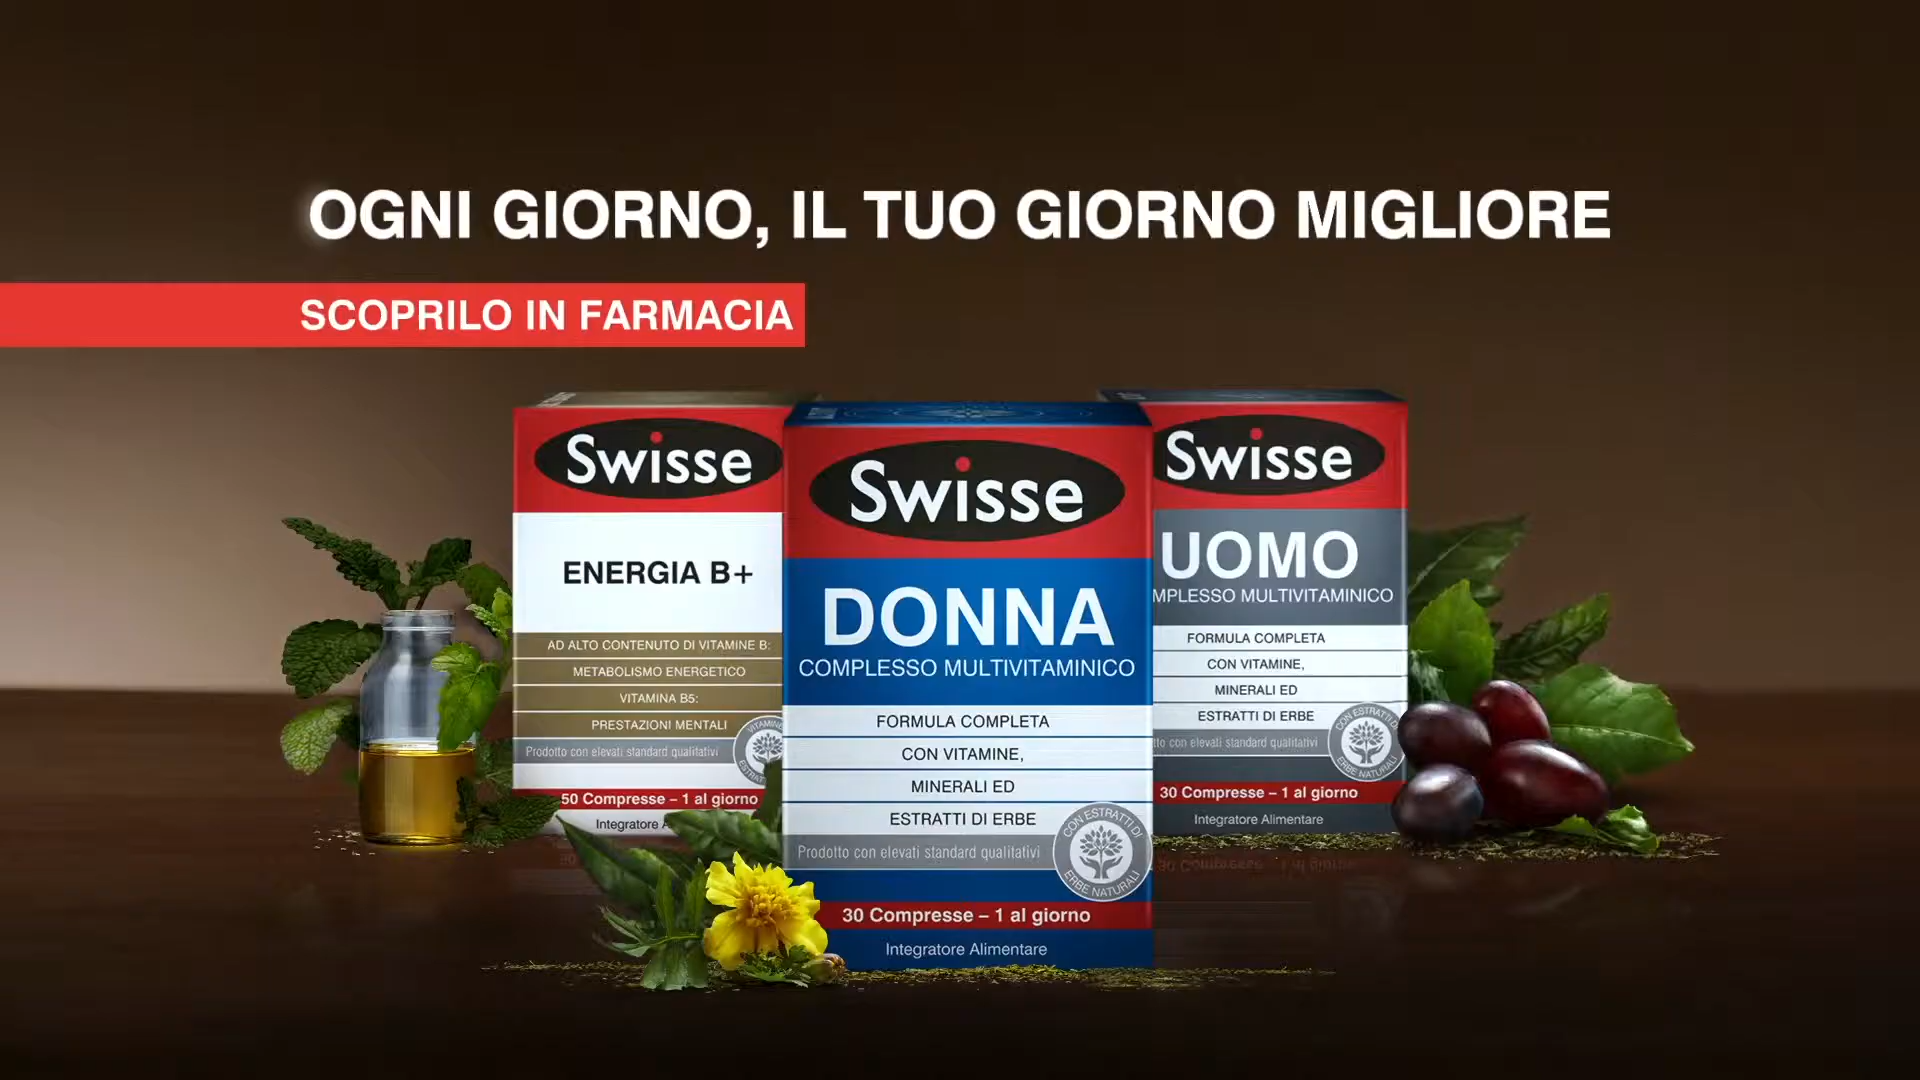 OGNI GIORNO, IL TUO GIORNO MIGLIORE
SCOPRILO IN FARMACIA
Swisse
ENERGIA B+
AD ALTO CONTENUTO DI VITAMINE B:
METABOLISMO ENERGETICO
VITAMINA B5:
PRESTAZIONI MENTALI
Prodotto con elevati standard qualitativi
50 Compresse – 1 al giorno
Integratore
Swisse
DONNA
COMPLESSO MULTIVITAMINICO
FORMULA COMPLETA
CON VITAMINE,
MINERALI ED
ESTRATTI DI ERBE
Prodotto con elevati standard qualitativi
CON ESTRATTI DI
ERBE NATURALI
30 Compresse – 1 al giorno
Integratore Alimentare
Swisse
UOMO
MPLESSO MULTIVITAMINICO
FORMULA COMPLETA
CON VITAMINE,
MINERALI ED
ESTRATTI DI ERBE
con elevati standard qualitativi
CON ESTRATTI DI
ERBE NATURALI
30 Compresse – 1 al giorno
Integratore Alimentare